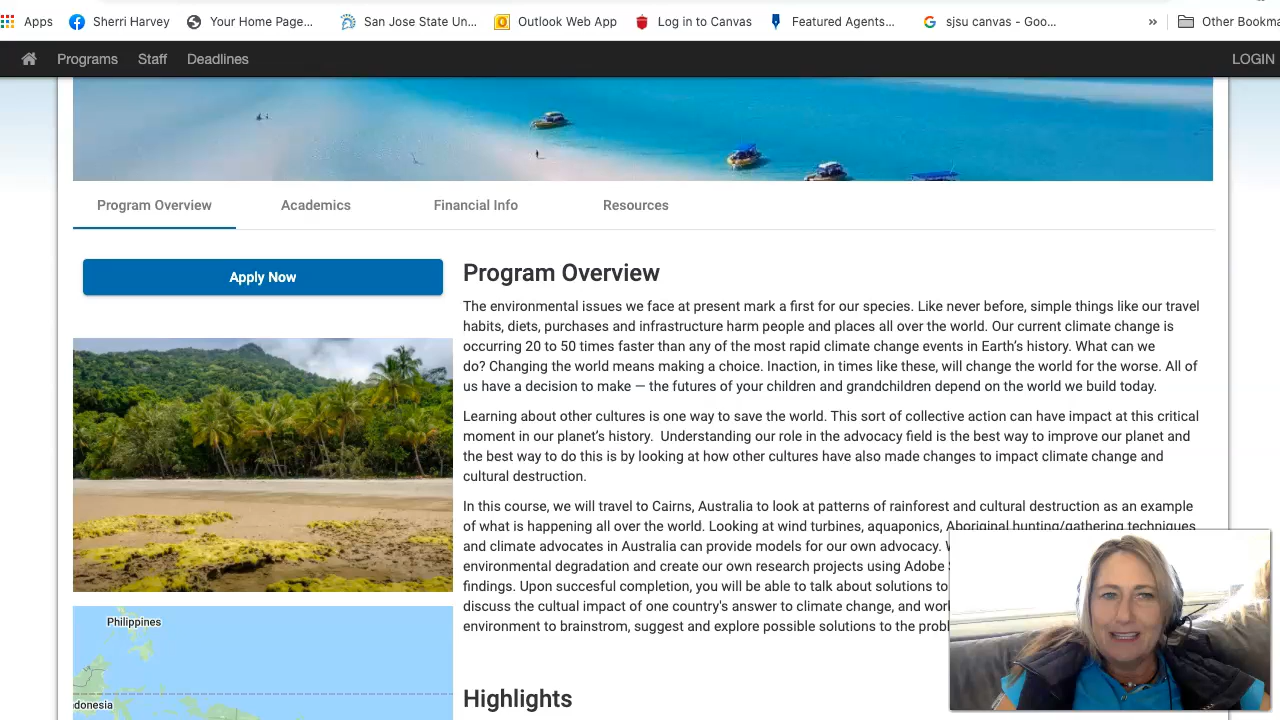 Apps Sherri Harvey Your Home Page... San Jose State Un... Outlook Web App Log in to Canvas Featured Agents... sjsu canvas - Goo... » Other Bookma
Programs Staff Deadlines LOGIN
Program Overview Academics Financial Info Resources
Apply Now
Program Overview
The environmental issues we face at present mark a first for our species. Like never before, simple things like our travel
habits, diets, purchases and infrastructure harm people and places all over the world. Our current climate change is
occurring 20 to 50 times faster than any of the most rapid climate change events in Earth’s history. What can we
do? Changing the world means making a choice. Inaction, in times like these, will change the world for the worse. All of
us have a decision to make — the futures of your children and grandchildren depend on the world we build today.
Learning about other cultures is one way to save the world. This sort of collective action can have impact at this critical
moment in our planet’s history. Understanding our role in the advocacy field is the best way to improve our planet and
the best way to do this is by looking at how other cultures have also made changes to impact climate change and
cultural destruction.
In this course, we will travel to Cairns, Australia to look at patterns of rainforest and cultural destruction as an example
of what is happening all over the world. Looking at wind turbines, aquaponics, Aboriginal hunting/gathering techniques
and climate advocates in Australia can provide models for our own advocacy.
environmental degradation and create our own research projects using Adobe
findings. Upon succesful completion, you will be able to talk about solutions to
discuss the cultual impact of one country's answer to climate change, and
environment to brainstrom, suggest and explore possible solutions to the
Philippines
donesia
Highlights